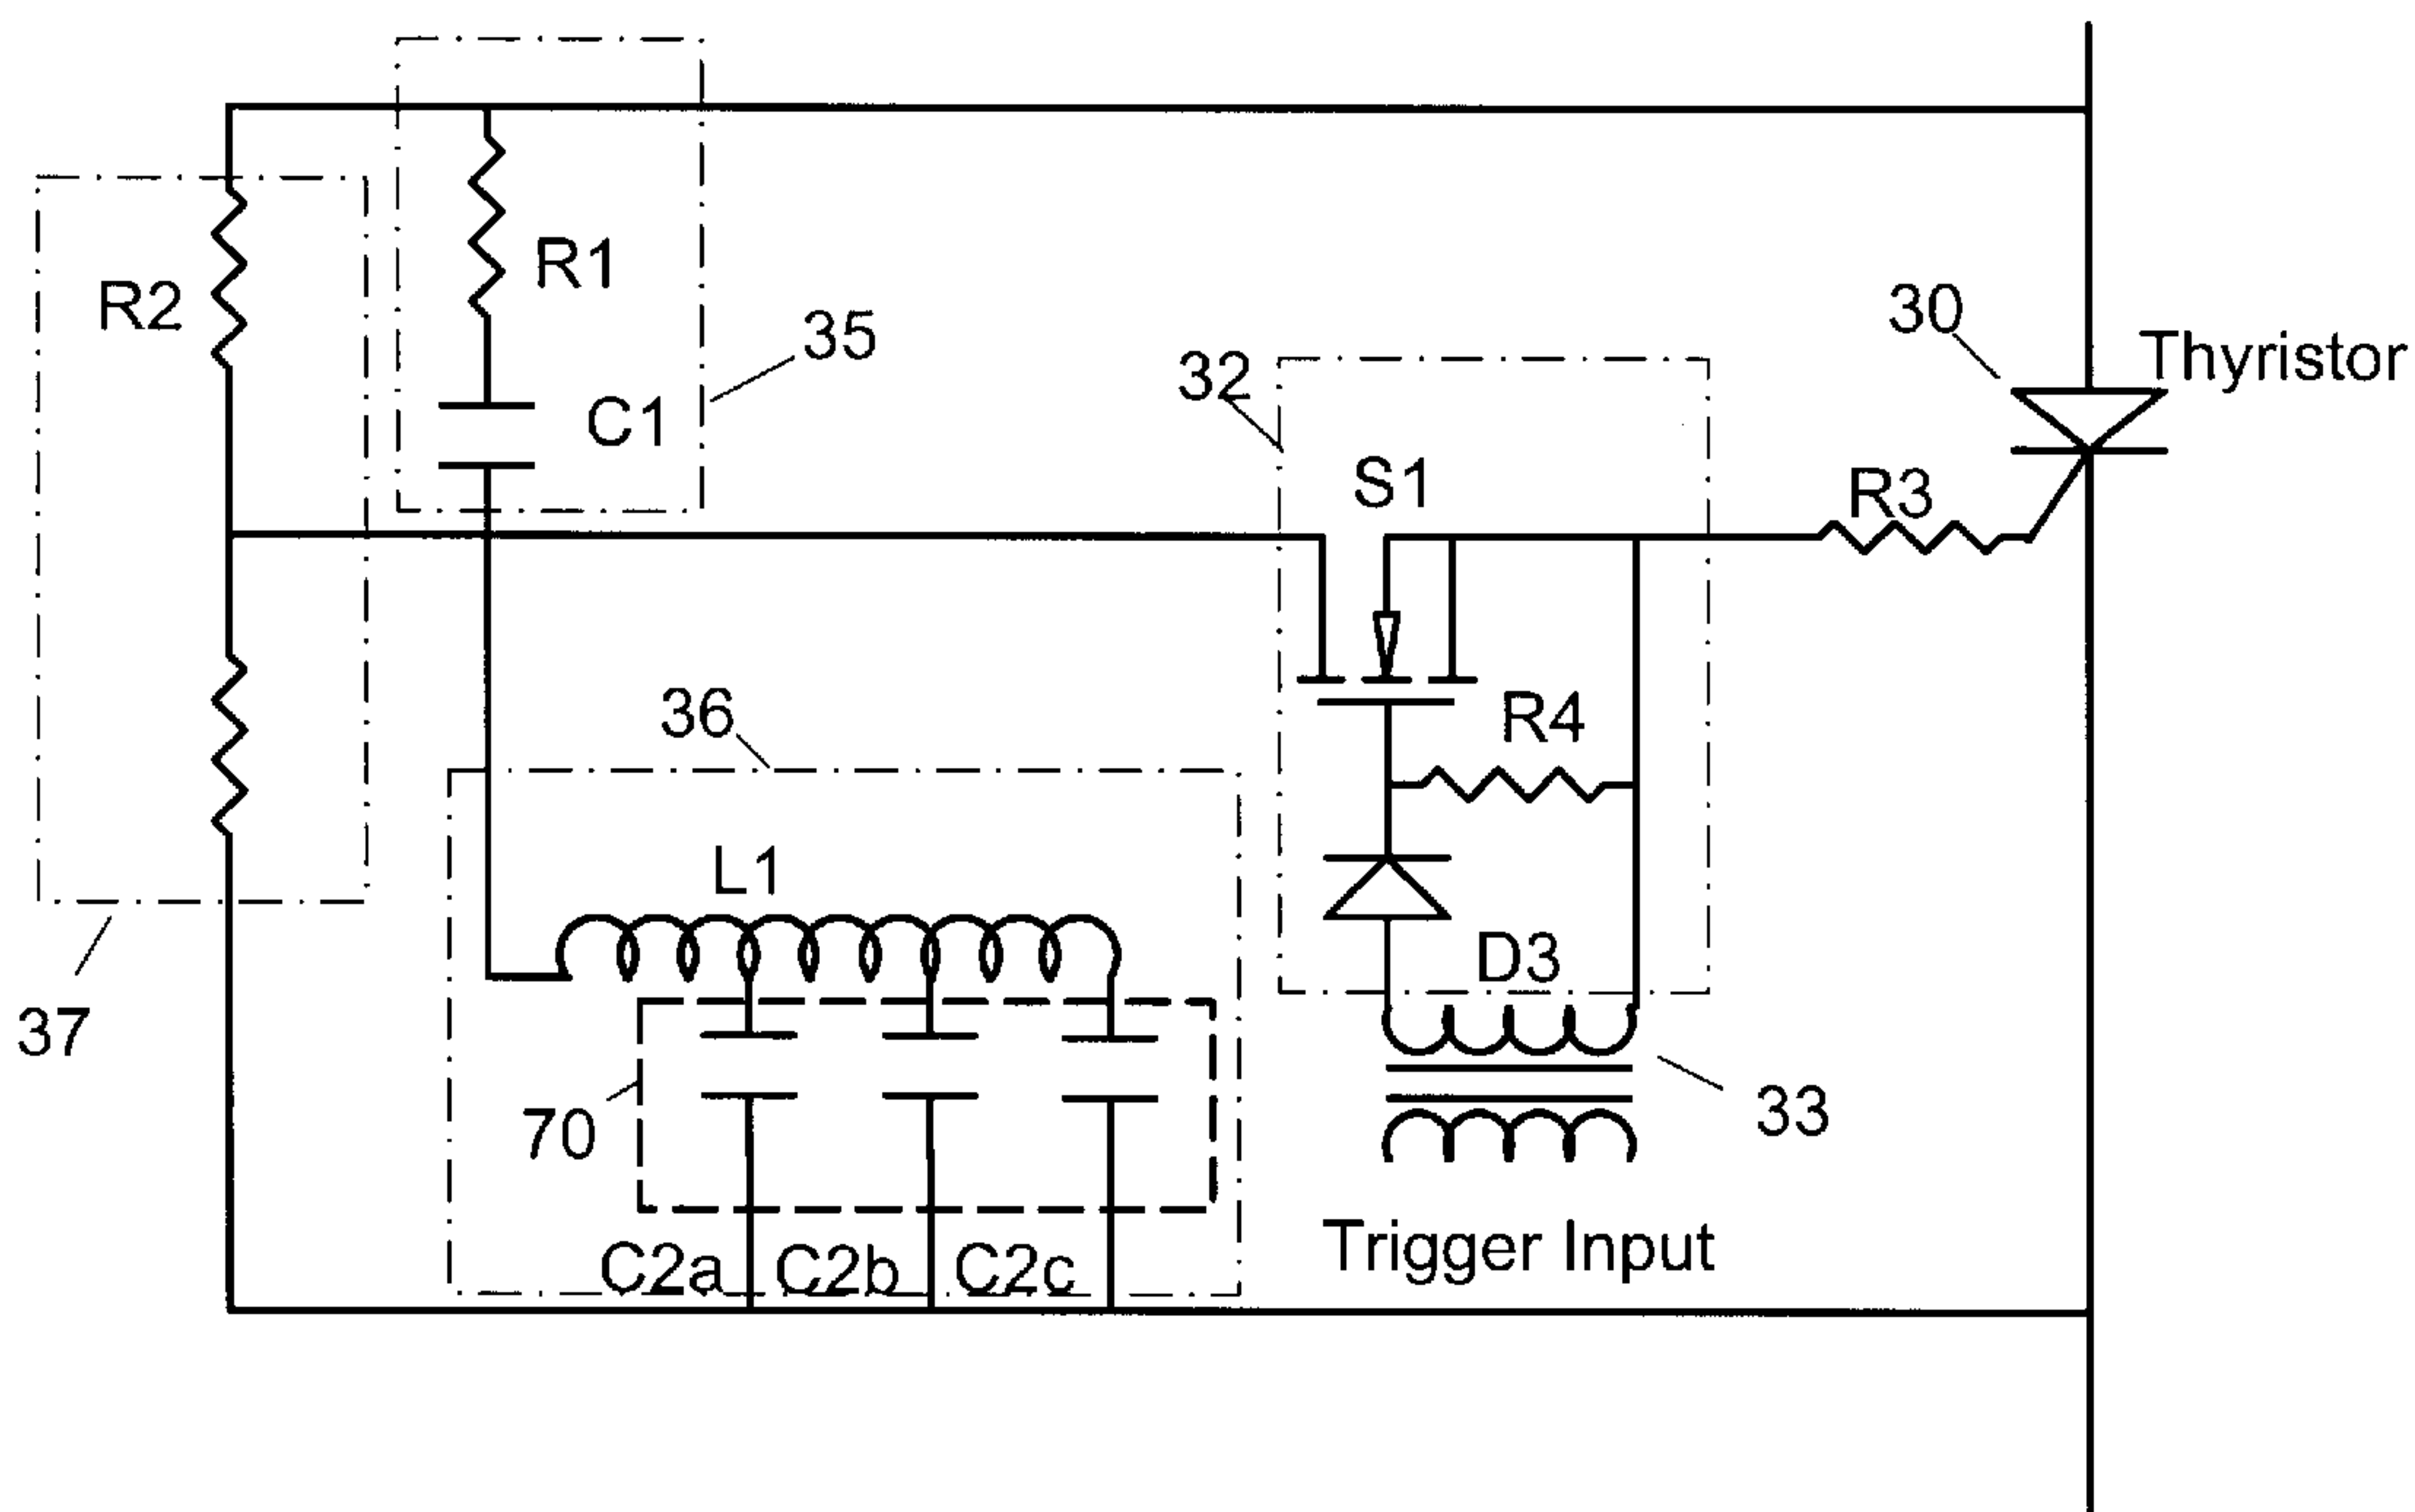 R1
R2
35
30
Thyristor
32
C1
S1
R3
36
R4
L1
D3
37
70
33
C2a
C2b
C2c
Trigger Input